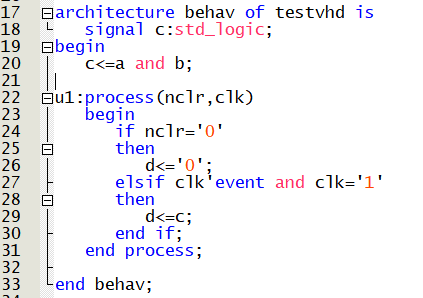 17 architecture behav of testvhd is
18 signal c:std_logic;
19 begin
20 c<=a and b;
21
22 u1:process(nclr,clk)
23 begin
24 if nclr='0'
25 then
26 d<='0';
27 elsif clk'event and clk='1'
28 then
29 d<=c;
30 end if;
31 end process;
32
33 end behav;